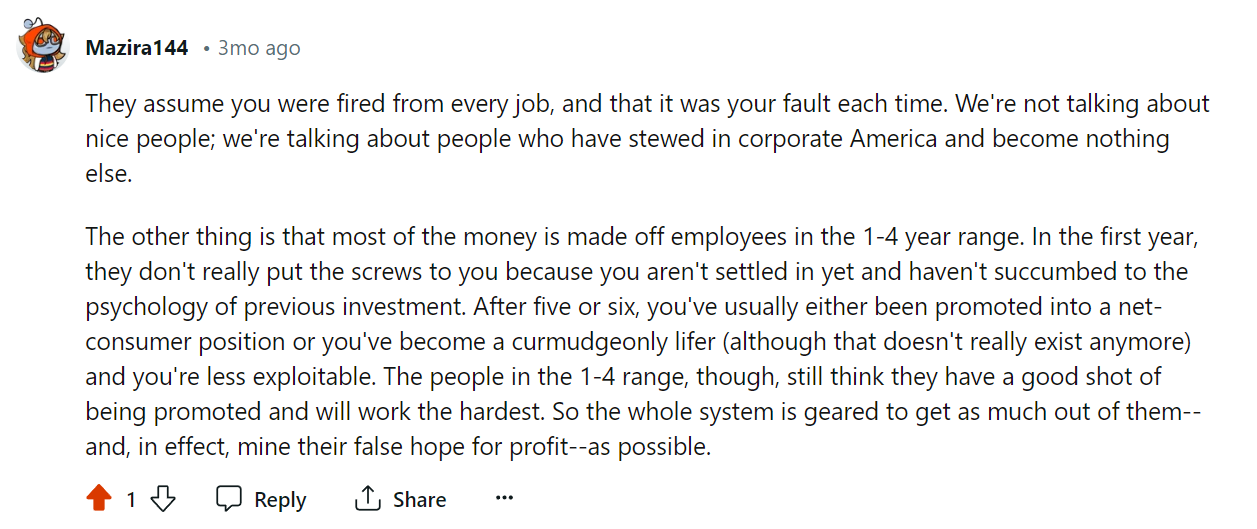 Mazira144 • 3mo ago
They assume you were fired from every job, and that it was your fault each time. We're not talking about
nice people; we're talking about people who have stewed in corporate America and become nothing
else.
The other thing is that most of the money is made off employees in the 1-4 year range. In the first year,
they don't really put the screws to you because you aren't settled in yet and haven't succumbed to the
psychology of previous investment. After five or six, you've usually either been promoted into a net-
consumer position or you've become a curmudgeonly lifer (although that doesn't really exist anymore)
and you're less exploitable. The people in the 1-4 range, though, still think they have a good shot of
being promoted and will work the hardest. So the whole system is geared to get as much out of them--
and, in effect, mine their false hope for profit--as possible.
1 Reply Share ...